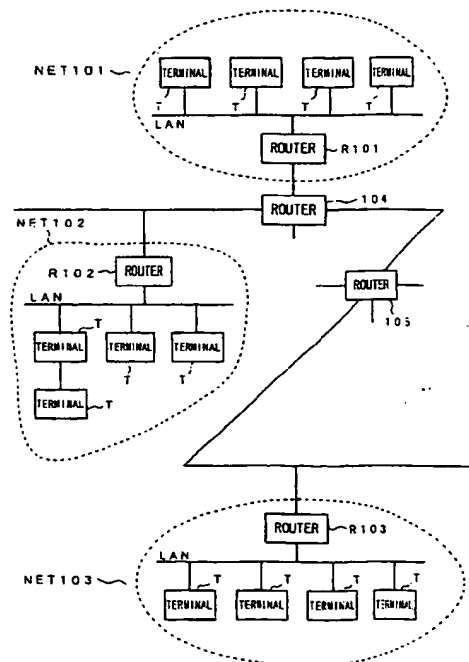 NET101
TERMINAL TERMINAL TERMINAL TERMINAL
T T T T
LAN
ROUTER R101
ROUTER 104
NET102
R102 ROUTER
ROUTER
105
LAN
T
TERMINAL TERMINAL TERMINAL
T T
TERMINAL T
ROUTER R103
LAN
NET103
T T T T
TERMINAL TERMINAL TERMINAL TERMINAL